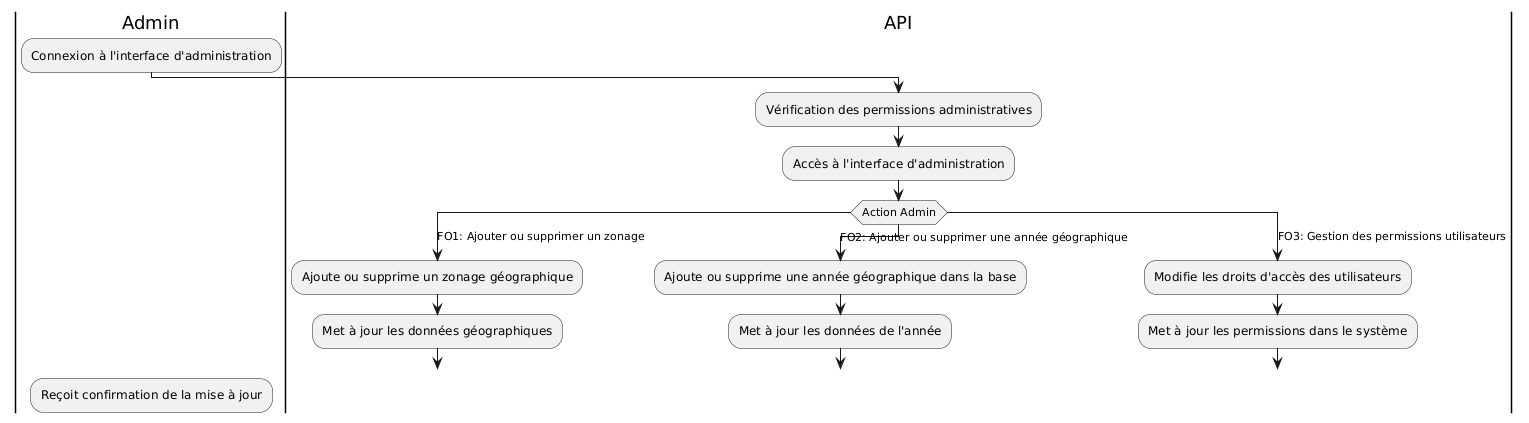 Admin
API
Connexion à l'interface d'administration
Vérification des permissions administratives
Accès à l'interface d'administration
Action Admin
FO1: Ajouter ou supprimer un zonage
FO2: Ajouter ou supprimer une année géographique
FO3: Gestion des permissions utilisateurs
Ajoute ou supprime un zonage géographique
Ajoute ou supprime une année géographique dans la base
Modifie les droits d'accès des utilisateurs
Met à jour les données géographiques
Met à jour les données de l'année
Met à jour les permissions dans le système
Reçoit confirmation de la mise à jour